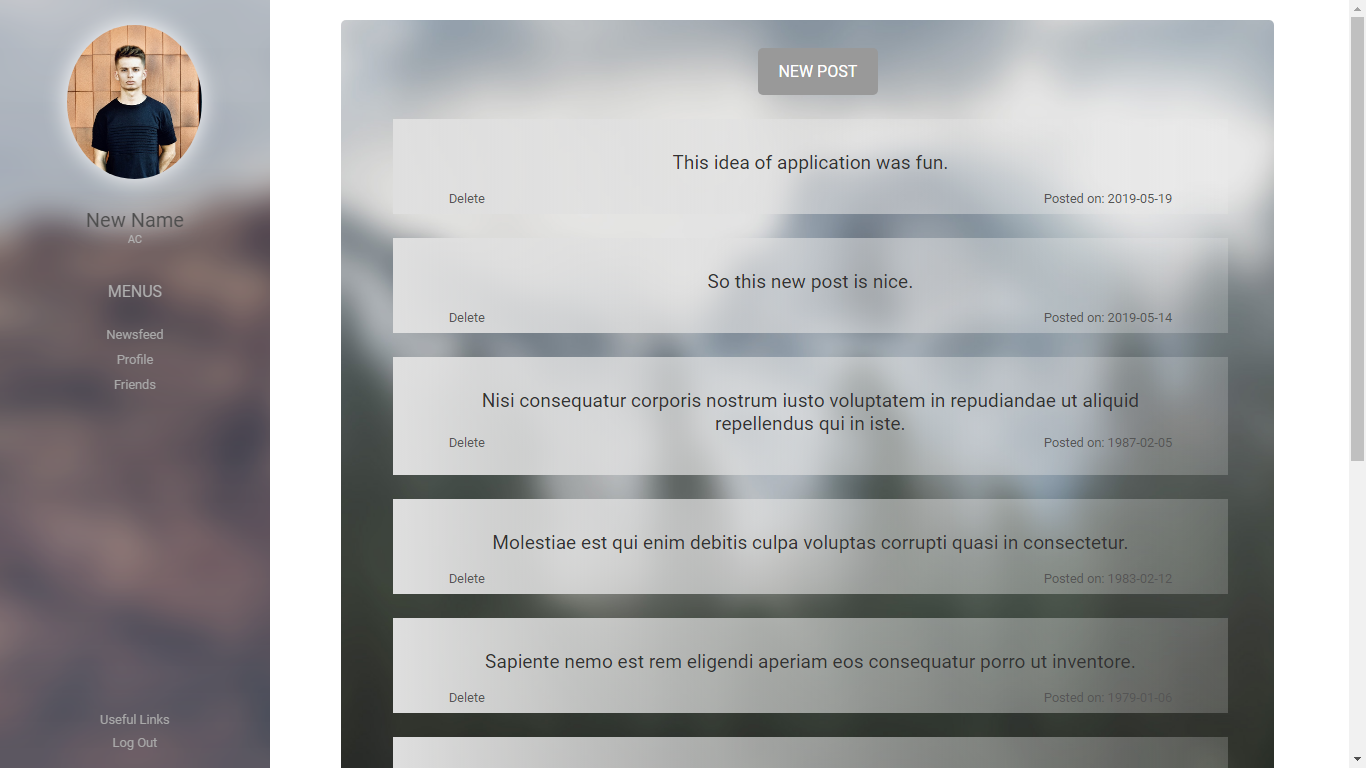 New Name
AC
MENUS
Newsfeed
Profile
Friends
Useful Links
Log Out
NEW POST
This idea of application was fun.
Delete
Posted on: 2019-05-19
So this new post is nice.
Delete
Posted on: 2019-05-14
Nisi consequatur corporis nostrum iusto voluptatem in repudiandae ut aliquid
repellendus qui in iste.
Delete
Posted on: 1987-02-05
Molestiae est qui enim debitis culpa voluptas corrupti quasi in consectetur.
Delete
Posted on: 1983-02-12
Sapiente nemo est rem eligendi aperiam eos consequatur porro ut inventore.
Delete
Posted on: 1979-01-06